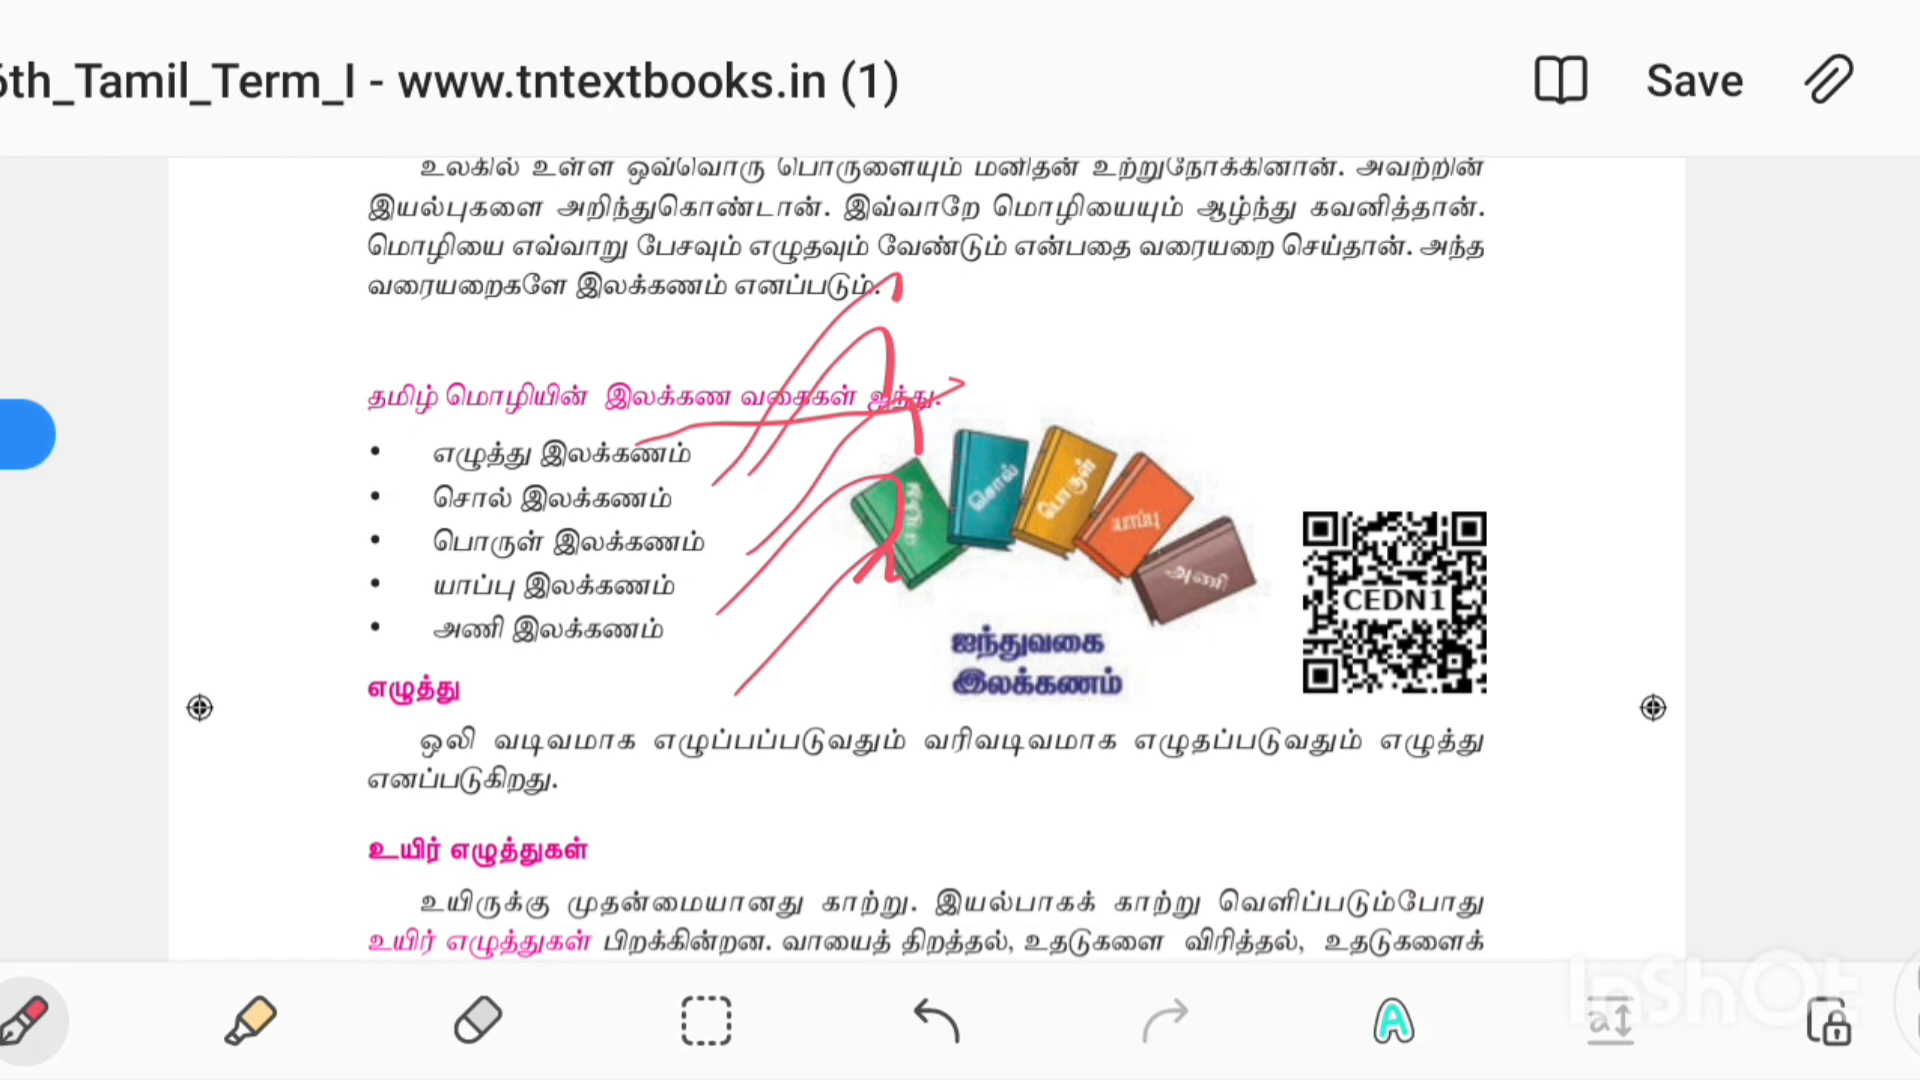 6th_Tamil_Term_I - www.tntextbooks.in (1)
Save
உலகில் உள்ள ஒவ்வொரு பொருளையும் மனிதன் உற்றுநோக்கினான். அவற்றின்
இயல்புகளை அறிந்துகொண்டான். இவ்வாறே மொழியையும் ஆழ்ந்து கவனித்தான்.
மொழியை எவ்வாறு பேசவும் எழுதவும் வேண்டும் என்பதை வரையறை செய்தான். அந்த
வரையறைகளே இலக்கணம் எனப்படும்.
தமிழ் மொழியின் இலக்கண வகைகள் ஐந்து.
• எழுத்து இலக்கணம்
• சொல் இலக்கணம்
• பொருள் இலக்கணம்
• யாப்பு இலக்கணம்
• அணி இலக்கணம்
எழுத்து
சொல்
பொருள்
யாப்பு
அணி
ஐந்துவகை
இலக்கணம்
CEDN1
எழுத்து
ஒலி வடிவமாக எழுப்பப்படுவதும் வரிவடிவமாக எழுதப்படுவதும் எழுத்து
எனப்படுகிறது.
உயிர் எழுத்துகள்
உயிருக்கு முதன்மையானது காற்று. இயல்பாகக் காற்று வெளிப்படும்போது
உயிர் எழுத்துகள் பிறக்கின்றன. வாயைத் திறத்தல், உதடுகளை விரித்தல், உதடுகளைக்
A
a
InShOt